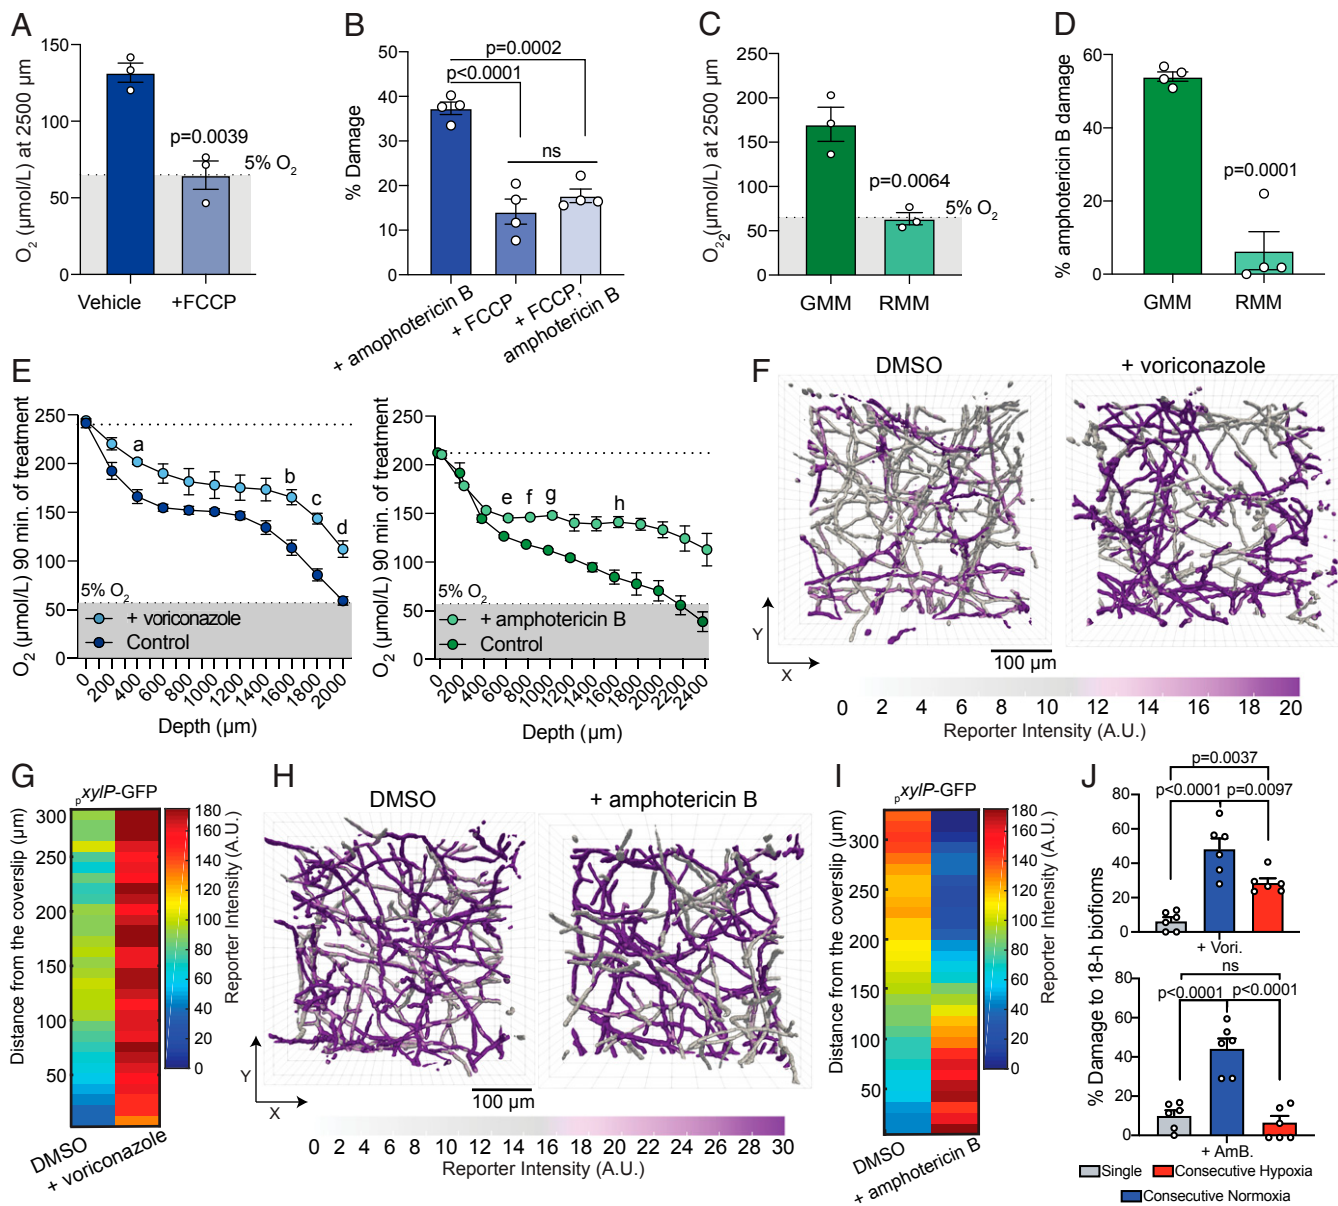 A
O2 (µmol/L) at 2500 µm
150
100
50
0
p=0.0039
5% O2
Vehicle
+FCCP
B
% Damage
50
40
30
20
10
0
p=0.0002
p<0.0001
ns
+ amophotericin B
+ FCCP
+ FCCP,
amphotericin B
C
O22 (µmol/L) at 2500 µm
250
200
150
100
50
0
p=0.0064
5% O2
GMM
RMM
D
% amphotericin B damage
60
40
20
0
p=0.0001
GMM
RMM
E
O2 (µmol/L) 90 min. of treatment
250
200
150
100
50
0
a
b
c
d
5% O2
+ voriconazole
Control
0
200
400
600
800
1000
1200
1400
1600
1800
2000
Depth (µm)
O2 (µmol/L) 90 min. of treatment
250
200
150
100
50
0
e
f
g
h
5% O2
+ amphotericin B
Control
0
200
400
600
800
1000
1200
1400
1600
1800
2000
2200
2400
Depth (µm)
F
DMSO
+ voriconazole
Y
X
100 µm
0 2 4 6 8 10 12 14 16 18 20
Reporter Intensity (A.U.)
G
pxylP-GFP
Distance from the coverslip (µm)
300
250
200
150
100
50
DMSO
+ voriconazole
180
160
140
120
100
80
60
40
20
0
Reporter Intensity (A.U.)
H
DMSO
+ amphotericin B
Y
X
100 µm
0 2 4 6 8 10 12 14 16 18 20 22 24 26 28 30
Reporter Intensity (A.U.)
I
pxylP-GFP
Distance from the coverslip (µm)
300
250
200
150
100
50
DMSO
+ amphotericin B
180
160
140
120
100
80
60
40
20
0
Reporter Intensity (A.U.)
J
% Damage to 18-h biofioms
p=0.0037
p<0.0001
p=0.0097
80
60
40
20
0
+ Vori.
ns
p<0.0001
p<0.0001
80
60
40
20
0
+ AmB.
Single
Consecutive Hypoxia
Consecutive Normoxia